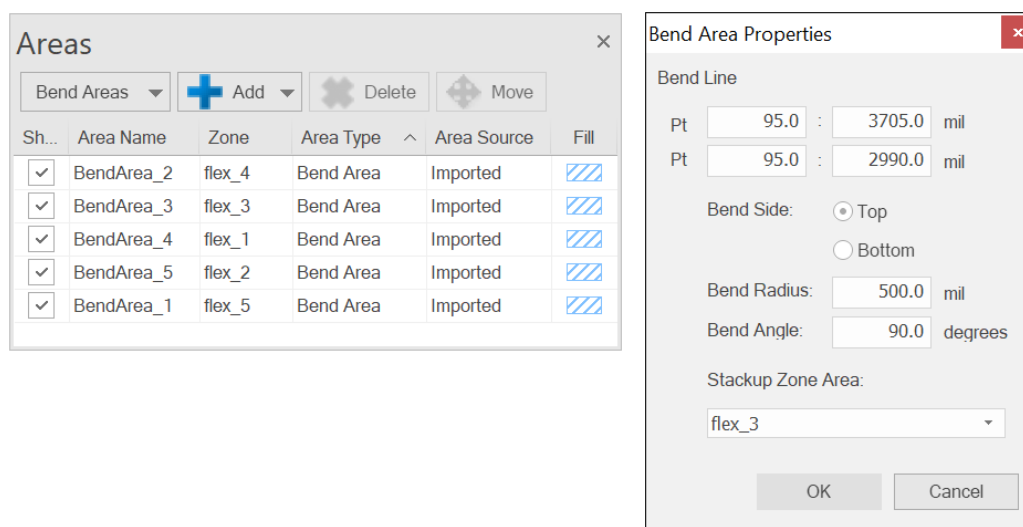 Areas
Bend Areas Add Delete Move
Sh... Area Name Zone Area Type Area Source Fill
BendArea_2 flex_4 Bend Area Imported
BendArea_3 flex_3 Bend Area Imported
BendArea_4 flex_1 Bend Area Imported
BendArea_5 flex_2 Bend Area Imported
BendArea_1 flex_5 Bend Area Imported
Bend Area Properties
Bend Line
Pt 95.0 : 3705.0 mil
Pt 95.0 : 2990.0 mil
Bend Side: Top
Bottom
Bend Radius: 500.0 mil
Bend Angle: 90.0 degrees
Stackup Zone Area:
flex_3
OK Cancel